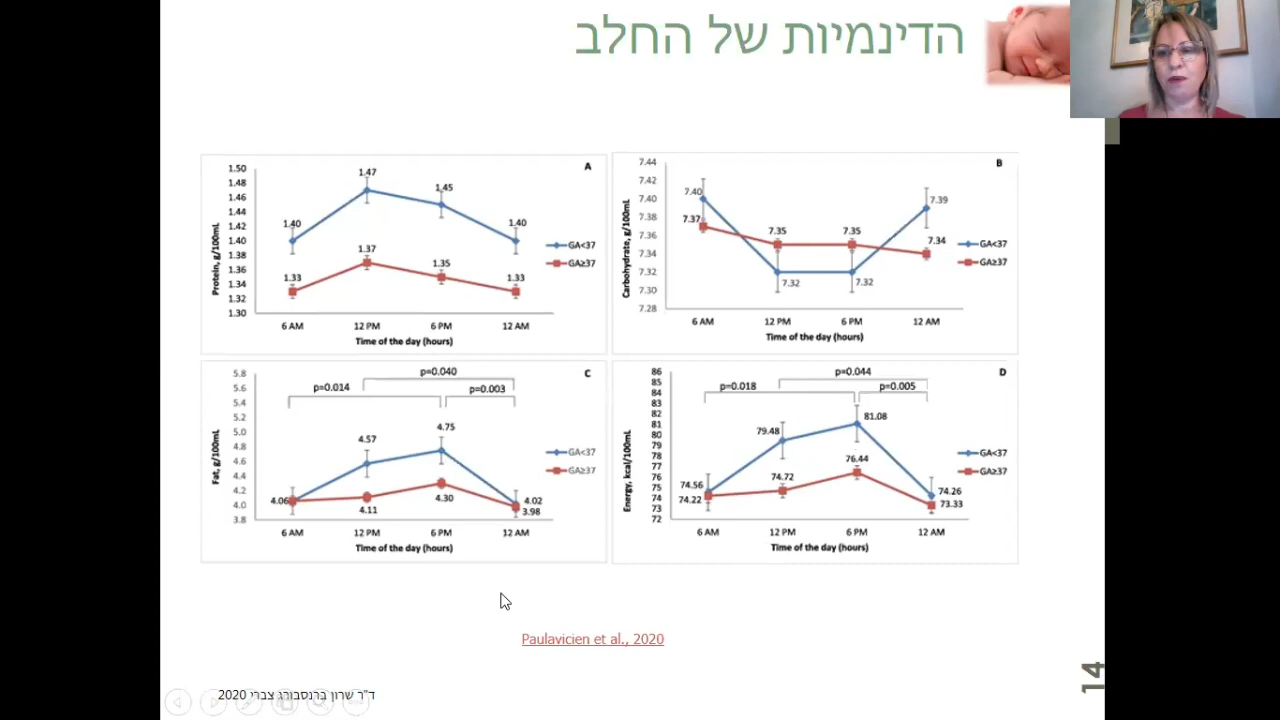 הדינמיות של החלב
A
1.50
1.48
1.46
1.44
1.42
1.40
1.38
1.36
1.34
1.32
1.30
Protein, g/100mL
1.40
1.47
1.45
1.40
1.33
1.37
1.35
1.33
GA<37
GA≥37
6 AM 12 PM 6 PM 12 AM
Time of the day (hours)
B
7.44
7.42
7.40
7.38
7.36
7.34
7.32
7.30
7.28
Carbohydrate, g/100mL
7.40
7.39
7.37
7.35
7.35
7.34
7.32
7.32
GA<37
GA≥37
6 AM 12 PM 6 PM 12 AM
Time of the day (hours)
C
5.8
5.6
5.4
5.2
5.0
4.8
4.6
4.4
4.2
4.0
3.8
Fat, g/100mL
p=0.040
p=0.014
p=0.003
4.06
4.57
4.75
4.02
4.11
4.30
3.98
GA<37
GA≥37
6 AM 12 PM 6 PM 12 AM
Time of the day (hours)
D
86
85
84
83
82
81
80
79
78
77
76
75
74
73
72
Energy, kcal/100mL
p=0.044
p=0.018
p=0.005
74.56
79.48
81.08
74.26
74.22
74.72
76.44
73.33
GA<37
GA≥37
6 AM 12 PM 6 PM 12 AM
Time of the day (hours)
Paulavicien et al., 2020
ד"ר שרון ברנסבורג צברי 2020
14